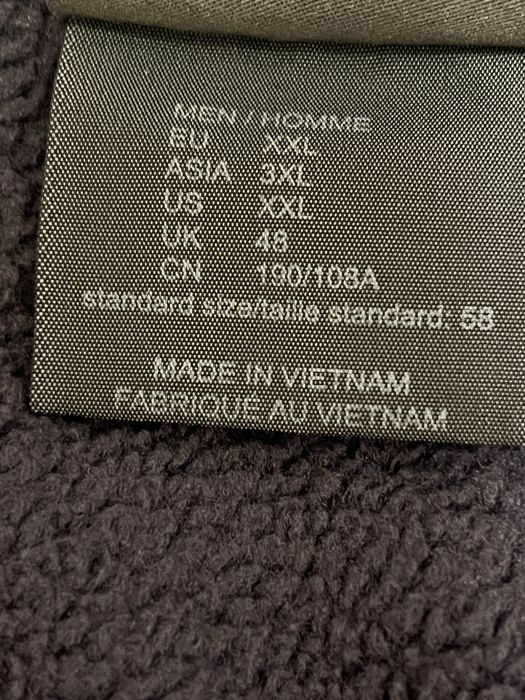 MEN / HOMME
EU XXL
ASIA 3XL
US XXL
UK 48
CN 190/108A
standard size/taille standard: 58
MADE IN VIETNAM
FABRIQUÉ AU VIETNAM